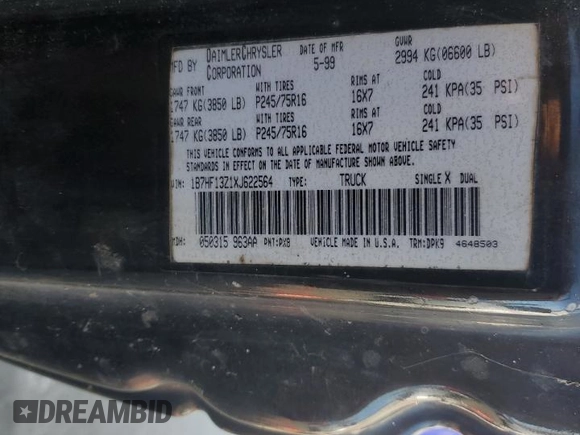 MFD BY DAIMLERCHRYSLER CORPORATION DATE OF MFR 5-99 GVWR 2994 KG(06600 LB)
GAWR FRONT WITH TIRES RIMS AT COLD
1747 KG(3850 LB) P245/75R16 16X7 241 KPA(35 PSI)
GAWR REAR WITH TIRES RIMS AT COLD
1747 KG(3850 LB) P245/75R16 16X7 241 KPA(35 PSI)
THIS VEHICLE CONFORMS TO ALL APPLICABLE FEDERAL MOTOR VEHICLE SAFETY
STANDARDS IN EFFECT ON THE DATE OF MANUFACTURE SHOWN ABOVE.
VIN: 1B7HF13Z1XJ622564 TYPE: TRUCK SINGLE X DUAL
MDH: 050315 963AA PNT:PX8 VEHICLE MADE IN U.S.A. TRM:DPK9 4648503
DREAMBID